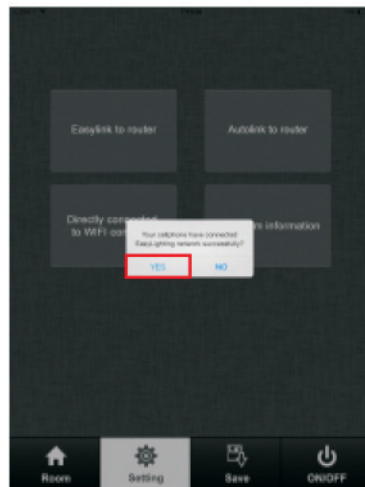 Easylink to router
Autolink to router
Directly
to WIFI
information
Your cellphone have connected
EasyLighting network successfully?
YES
NO
Room
Setting
Save
ON/OFF